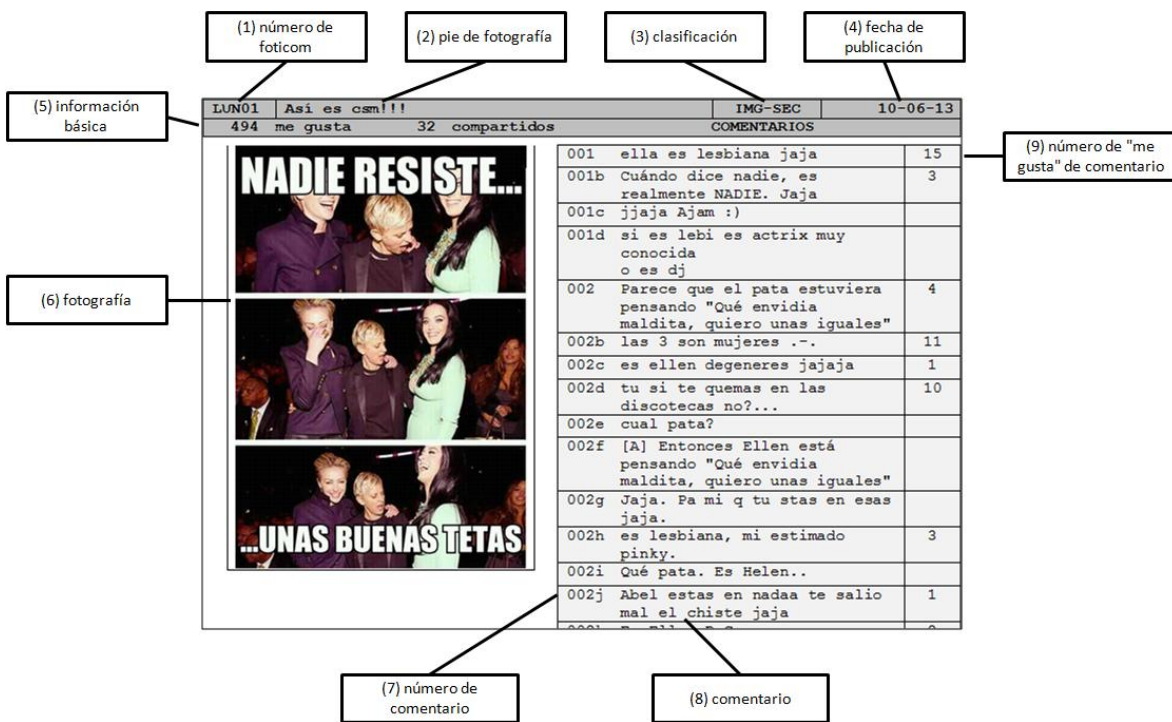 (1) número de
foticom
(2) pie de fotografía
(3) clasificación
(4) fecha de
publicación
(5) información
básica
LUN01 Así es csm!!! IMG-SEC 10-06-13
494 me gusta 32 compartidos COMENTARIOS
(9) número de "me
gusta" de comentario
(6) fotografía
NADIE RESISTE...
...UNAS BUENAS TETAS
001 ella es lesbiana jaja 15
001b Cuándo dice nadie, es 3
realmente NADIE. Jaja
001c jjaja Ajam :)
001d si es lebi es actrix muy
conocida
o es dj
002 Parece que el pata estuviera 4
pensando "Qué envidia
maldita, quiero unas iguales"
002b las 3 son mujeres .-. 11
002c es ellen degeneres jajaja 1
002d tu si te quemas en las 10
discotecas no?...
002e cual pata?
002f [A] Entonces Ellen está
pensando "Qué envidia
maldita, quiero unas iguales"
002g Jaja. Pa mi q tu stas en esas
jaja.
002h es lesbiana, mi estimado 3
pinky.
002i Qué pata. Es Helen..
002j Abel estas en nadaa te salio 1
mal el chiste jaja
(7) número de
comentario
(8) comentario